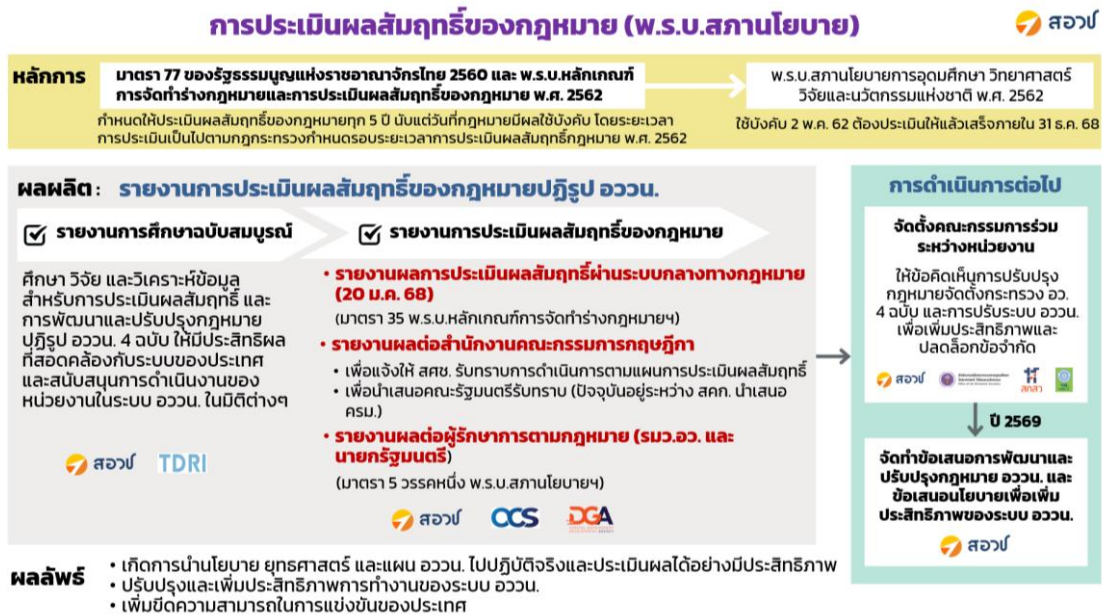 การประเมินผลสัมฤทธิ์ของกฎหมาย (พ.ร.บ.สภานโยบาย)
สอวช
หลักการ
มาตรา 77 ของรัฐธรรมนูญแห่งราชอาณาจักรไทย 2560 และ พ.ร.บ.หลักเกณฑ์
การจัดทำร่างกฎหมายและการประเมินผลสัมฤทธิ์ของกฎหมาย พ.ศ. 2562
กำหนดให้ประเมินผลสัมฤทธิ์ของกฎหมายทุก 5 ปี นับแต่วันที่กฎหมายมีผลใช้บังคับ โดยระยะเวลา
การประเมินเป็นไปตามกฎกระทรวงกำหนดรอบระยะเวลาการประเมินผลสัมฤทธิ์กฎหมาย พ.ศ. 2562
พ.ร.บ.สภานโยบายการอุดมศึกษา วิทยาศาสตร์
วิจัยและนวัตกรรมแห่งชาติ พ.ศ. 2562
ใช้บังคับ 2 พ.ค. 62 ต้องประเมินให้แล้วเสร็จภายใน 31 ธ.ค. 68
ผลผลิต : รายงานการประเมินผลสัมฤทธิ์ของกฎหมายปฏิรูป อววน.
รายงานการศึกษาฉบับสมบูรณ์
ศึกษา วิจัย และวิเคราะห์ข้อมูล
สำหรับการประเมินผลสัมฤทธิ์ และ
การพัฒนาและปรับปรุงกฎหมาย
ปฏิรูป อววน. 4 ฉบับ ให้มีประสิทธิผล
ที่สอดคล้องกับระบบของประเทศ
และสนับสนุนการดำเนินงานของ
หน่วยงานในระบบ อววน. ในมิติต่างๆ
สอวช TDRI
รายงานการประเมินผลสัมฤทธิ์ของกฎหมาย
• รายงานผลการประเมินผลสัมฤทธิ์ผ่านระบบกลางทางกฎหมาย
(20 ม.ค. 68)
(มาตรา 35 พ.ร.บ.หลักเกณฑ์การจัดทำร่างกฎหมายฯ)
• รายงานผลต่อสำนักงานคณะกรรมการกฤษฎีกา
• เพื่อแจ้งให้ สศช. รับทราบการดำเนินการตามแผนการประเมินผลสัมฤทธิ์
• เพื่อนำเสนอคณะรัฐมนตรีรับทราบ (ปัจจุบันอยู่ระหว่าง สคก. นำเสนอ
ครม.)
• รายงานผลต่อผู้รักษาการตามกฎหมาย (รมว.อว. และ
นายกรัฐมนตรี)
(มาตรา 5 วรรคหนึ่ง พ.ร.บ.สภานโยบายฯ)
สอวช OCS DGA
การดำเนินการต่อไป
จัดตั้งคณะกรรมการร่วม
ระหว่างหน่วยงาน
ให้ข้อคิดเห็นการปรับปรุง
กฎหมายจัดตั้งกระทรวง อว.
4 ฉบับ และการปรับระบบ อววน.
เพื่อเพิ่มประสิทธิภาพและ
ปลดล็อกข้อจำกัด
สอวช สกสว
ปี 2569
จัดทำข้อเสนอการพัฒนาและ
ปรับปรุงกฎหมาย อววน. และ
ข้อเสนอนโยบายเพื่อเพิ่ม
ประสิทธิภาพของระบบ อววน.
สอวช
ผลลัพธ์
• เกิดการนำนโยบาย ยุทธศาสตร์ และแผน อววน. ไปปฏิบัติจริงและประเมินผลได้อย่างมีประสิทธิภาพ
• ปรับปรุงและเพิ่มประสิทธิภาพการทำงานของระบบ อววน.
• เพิ่มขีดความสามารถในการแข่งขันของประเทศ